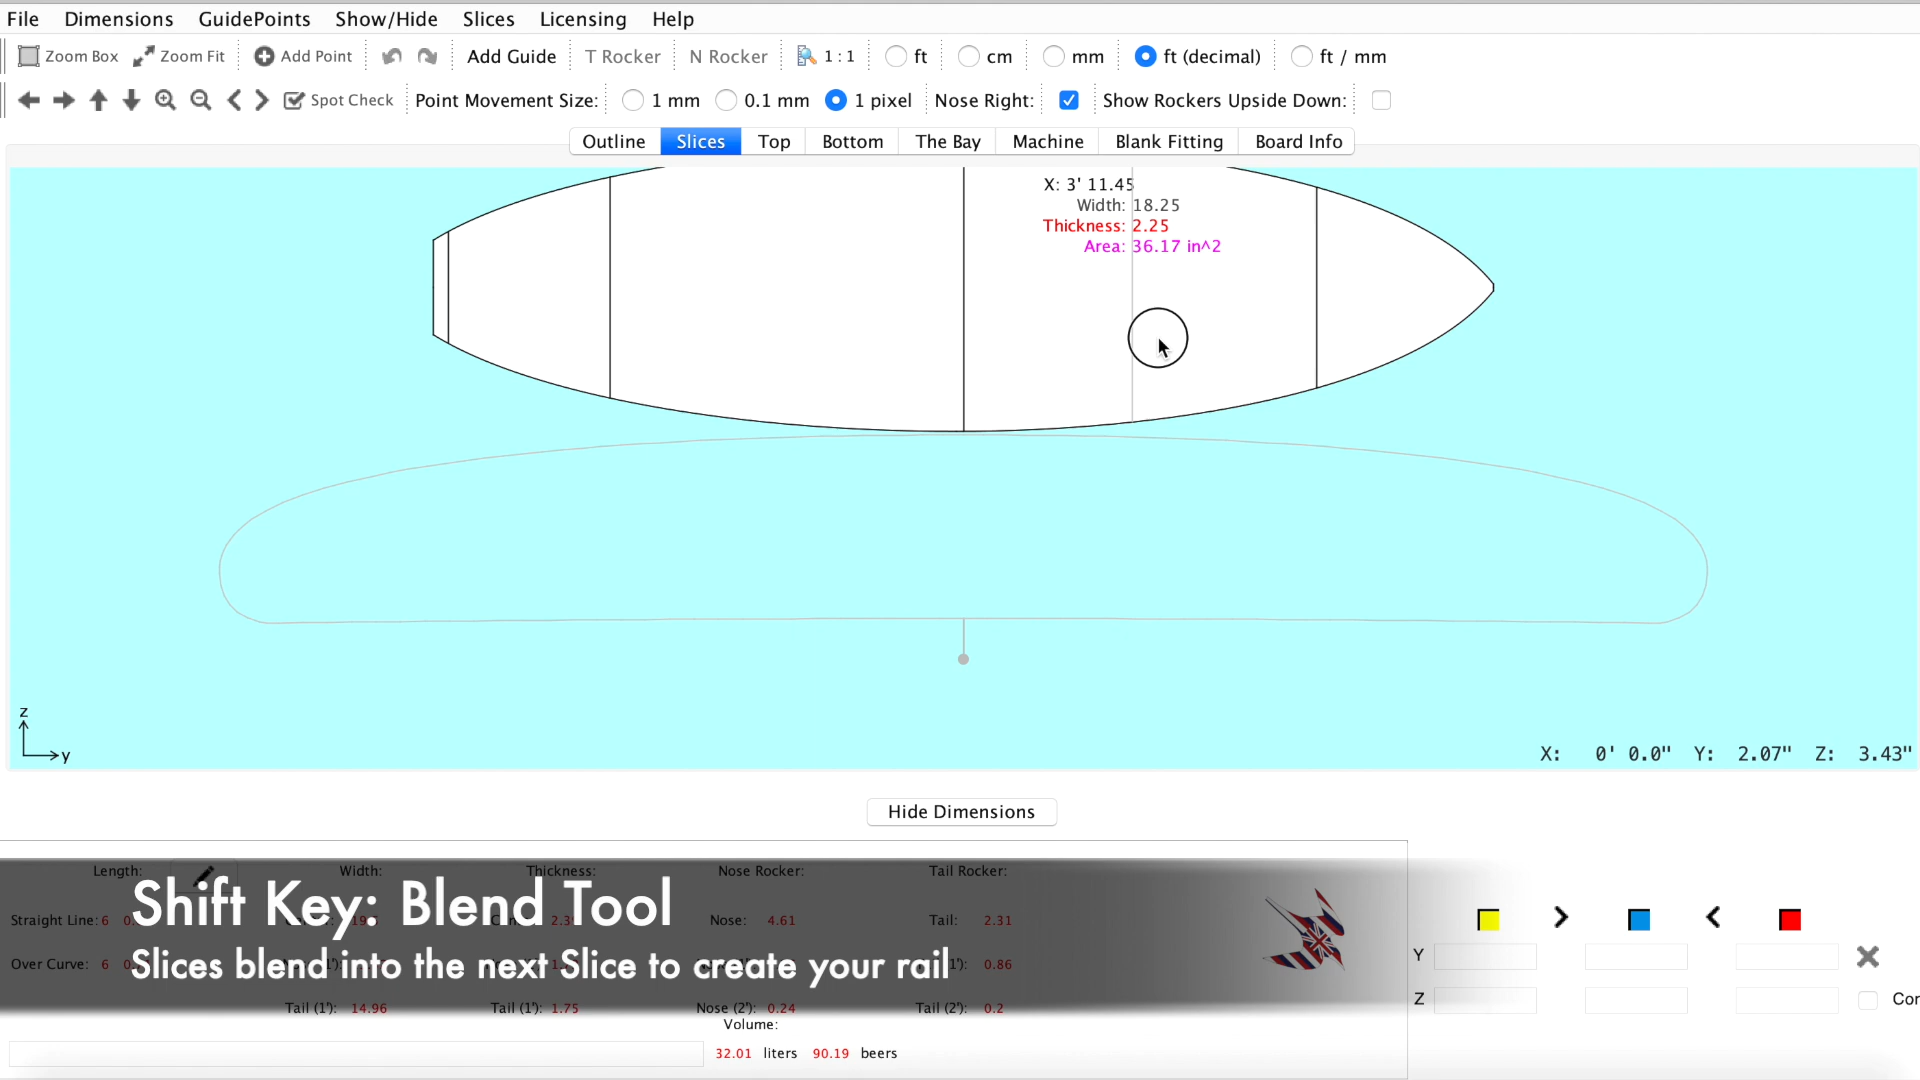 File Dimensions GuidePoints Show/Hide Slices Licensing Help
Zoom Box Zoom Fit Add Point Add Guide T Rocker N Rocker 1 : 1 ft cm mm ft (decimal) ft / mm
Spot Check Point Movement Size: 1 mm 0.1 mm 1 pixel Nose Right: Show Rockers Upside Down:
Outline Slices Top Bottom The Bay Machine Blank Fitting Board Info
X: 3' 11.45
Width: 18.25
Thickness: 2.25
Area: 36.17 in^2
z
y
X: 0' 0.0" Y: 2.07" Z: 3.43"
Hide Dimensions
Length: Width: Thickness: Nose Rocker: Tail Rocker:
Shift Key: Blend Tool
Straight Line: 6 Nose: 4.61 Tail: 2.31
Slices blend into the next Slice to create your rail
Over Curve: 6 0.86
Tail (1'): 14.96 Tail (1'): 1.75 Nose (2'): 0.24 Tail (2'): 0.2
Y
Z Cor
Volume:
32.01 liters 90.19 beers